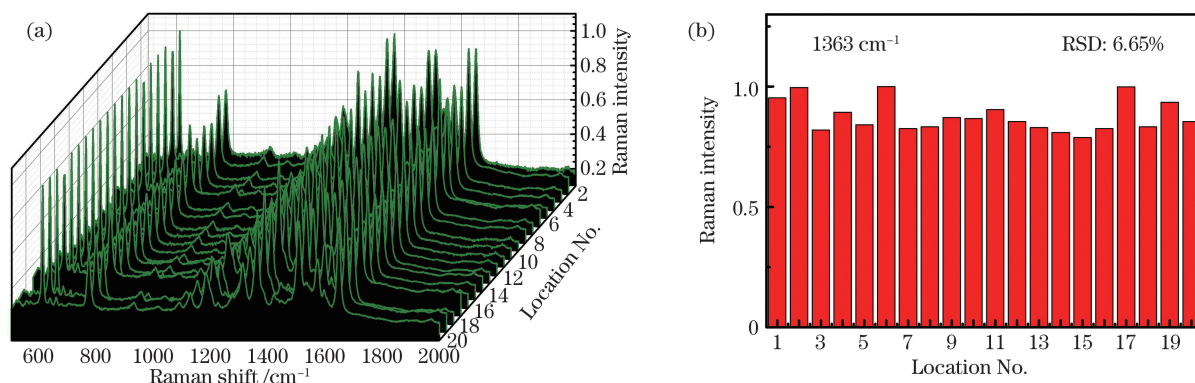 (a)
1.0
0.8
0.6
0.4
0.2
Raman intensity
2
4
6
8
10
12
14
16
18
20
Location No.
600 800 1000 1200 1400 1600 1800 2000
Raman shift /cm⁻¹
(b)
1363 cm⁻¹ RSD: 6.65%
1.0
0.5
0
Raman intensity
1 3 5 7 9 11 13 15 17 19
Location No.